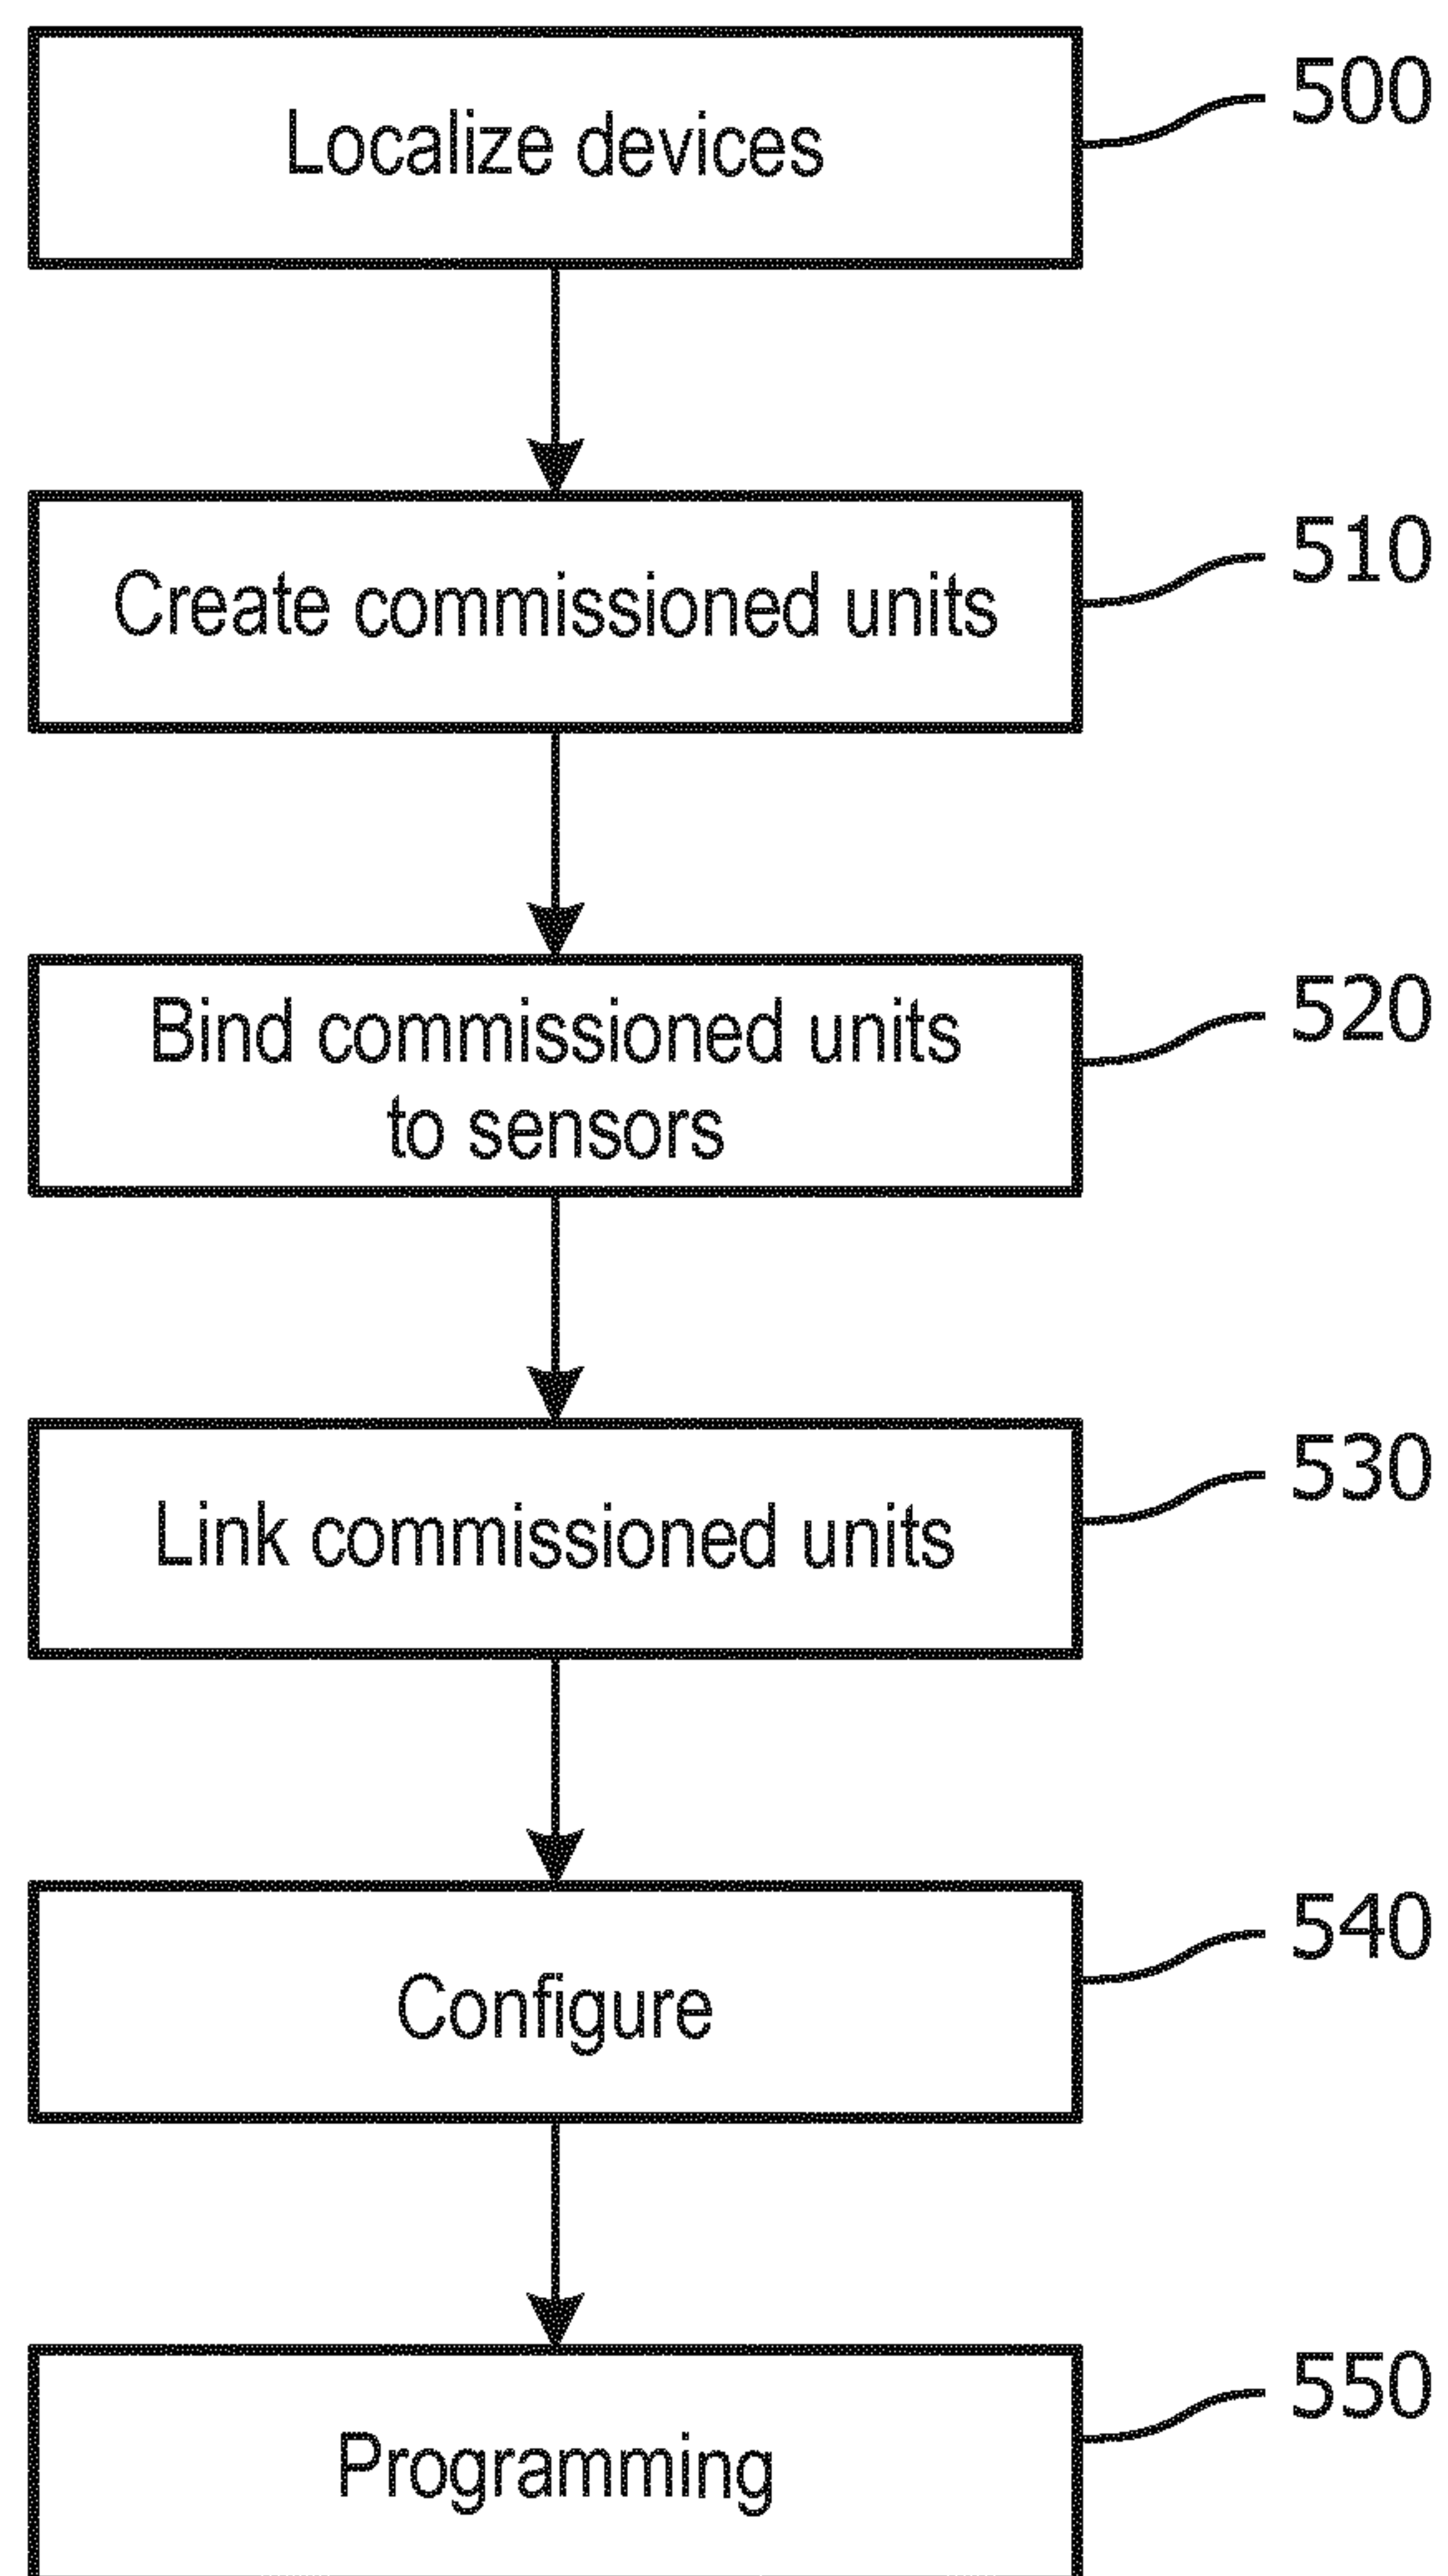 Localize devices
500
Create commissioned units
510
Bind commissioned units
to sensors
520
Link commissioned units
530
Configure
540
Programming
550